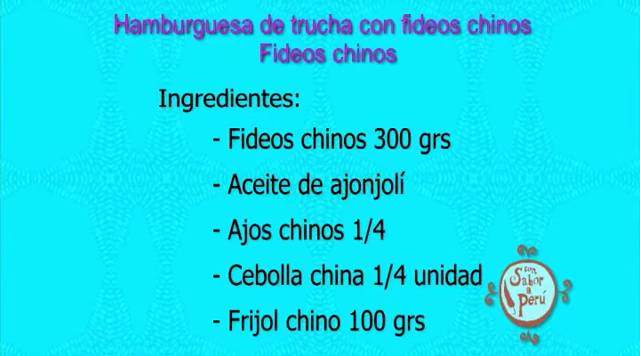 Hamburguesa de trucha con fideos chinos
Fideos chinos
Ingredientes:
- Fideos chinos 300 grs
- Aceite de ajonjolí
- Ajos chinos 1/4
- Cebolla china 1/4 unidad
- Frijol chino 100 grs
con
Sabor
a
Perú